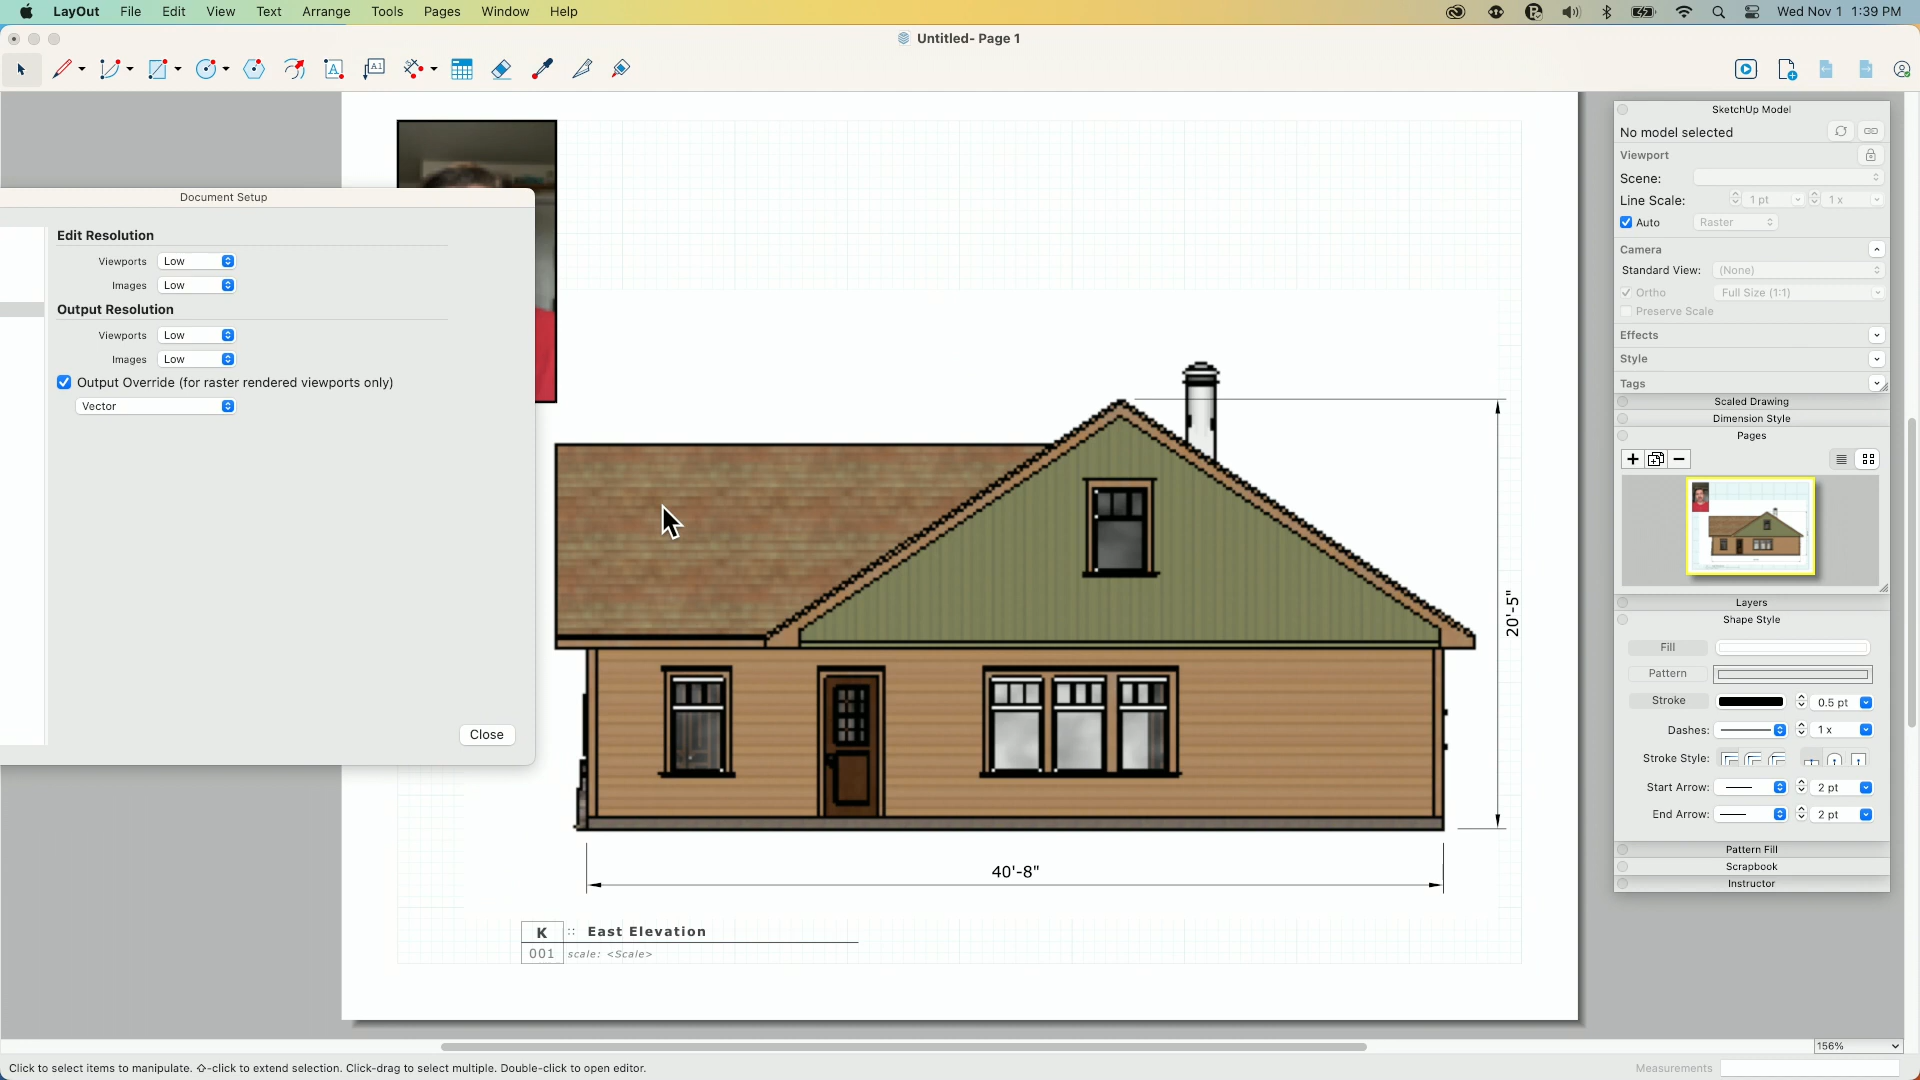 LayOut File Edit View Text Arrange Tools Pages Window Help Wed Nov 1 1:39 PM
Untitled- Page 1
Document Setup
Edit Resolution
Viewports Low
Images Low
Output Resolution
Viewports Low
Images Low
Output Override (for raster rendered viewports only)
Vector
Close
20'-5"
40'-8"
K :: East Elevation
001 scale: <Scale>
SketchUp Model
No model selected
Viewport
Scene:
Line Scale: 1 pt 1 x
Auto Raster
Camera
Standard View: (None)
Ortho Full Size (1:1)
Preserve Scale
Effects
Style
Tags
Scaled Drawing
Dimension Style
Pages
Layers
Shape Style
Fill
Pattern
Stroke 0.5 pt
Dashes: 1 x
Stroke Style:
Start Arrow: 2 pt
End Arrow: 2 pt
Pattern Fill
Scrapbook
Instructor
156%
Click to select items to manipulate. ⇧-click to extend selection. Click-drag to select multiple. Double-click to open editor. Measurements